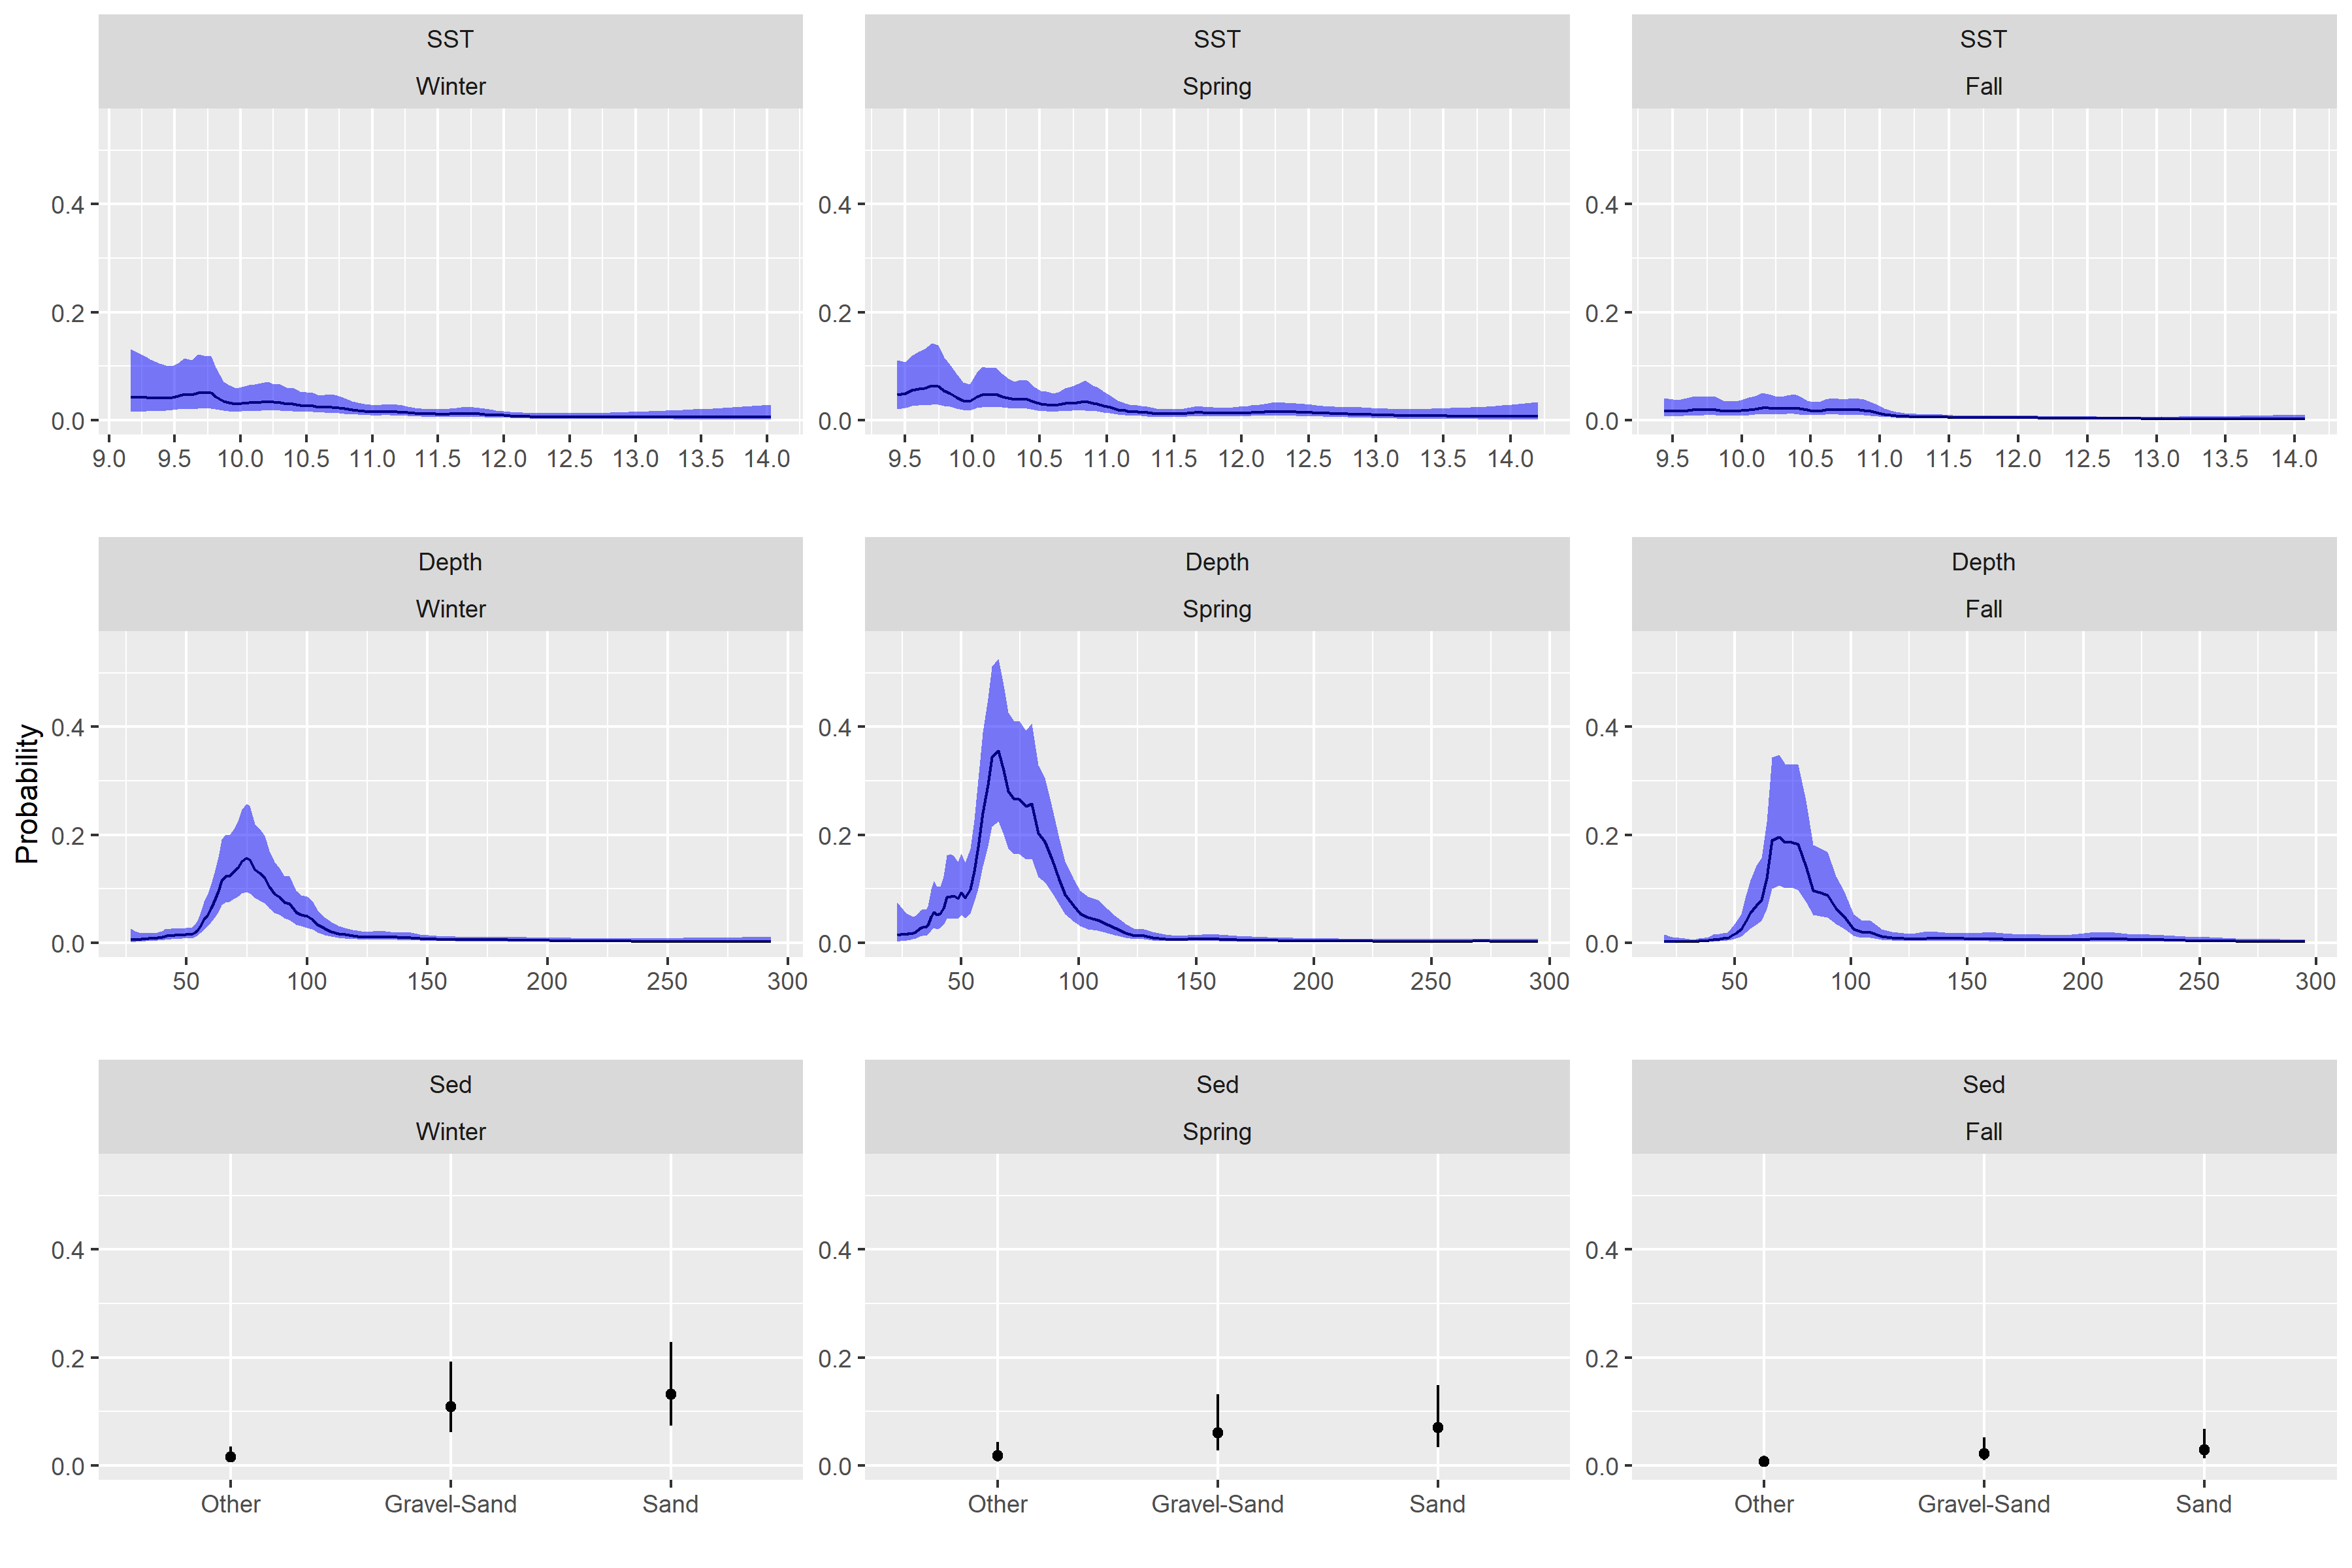 SST SST SST
Winter Spring Fall
0.4 0.4 0.4
0.2 0.2 0.2
0.0 0.0 0.0
9.0 9.5 10.0 10.5 11.0 11.5 12.0 12.5 13.0 13.5 14.0 9.5 10.0 10.5 11.0 11.5 12.0 12.5 13.0 13.5 14.0 9.5 10.0 10.5 11.0 11.5 12.0 12.5 13.0 13.5 14.0
Depth Depth Depth
Winter Spring Fall
Probability
0.4 0.4 0.4
0.2 0.2 0.2
0.0 0.0 0.0
50 100 150 200 250 300 50 100 150 200 250 300 50 100 150 200 250 300
Sed Sed Sed
Winter Spring Fall
0.4 0.4 0.4
0.2 0.2 0.2
0.0 0.0 0.0
Other Gravel-Sand Sand Other Gravel-Sand Sand Other Gravel-Sand Sand